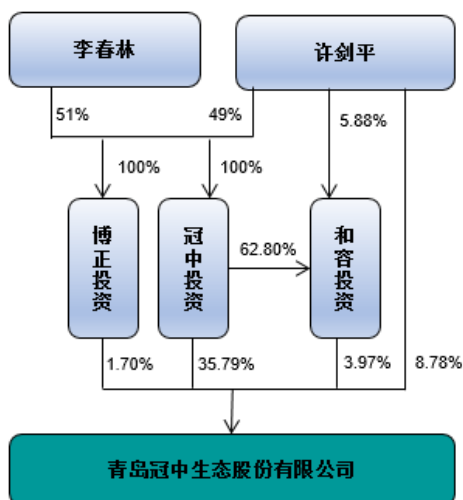 李春林
许剑平
51%
49%
5.88%
100%
100%
博正投资
冠中投资
62.80%
和容投资
1.70%
35.79%
3.97%
8.78%
青岛冠中生态股份有限公司